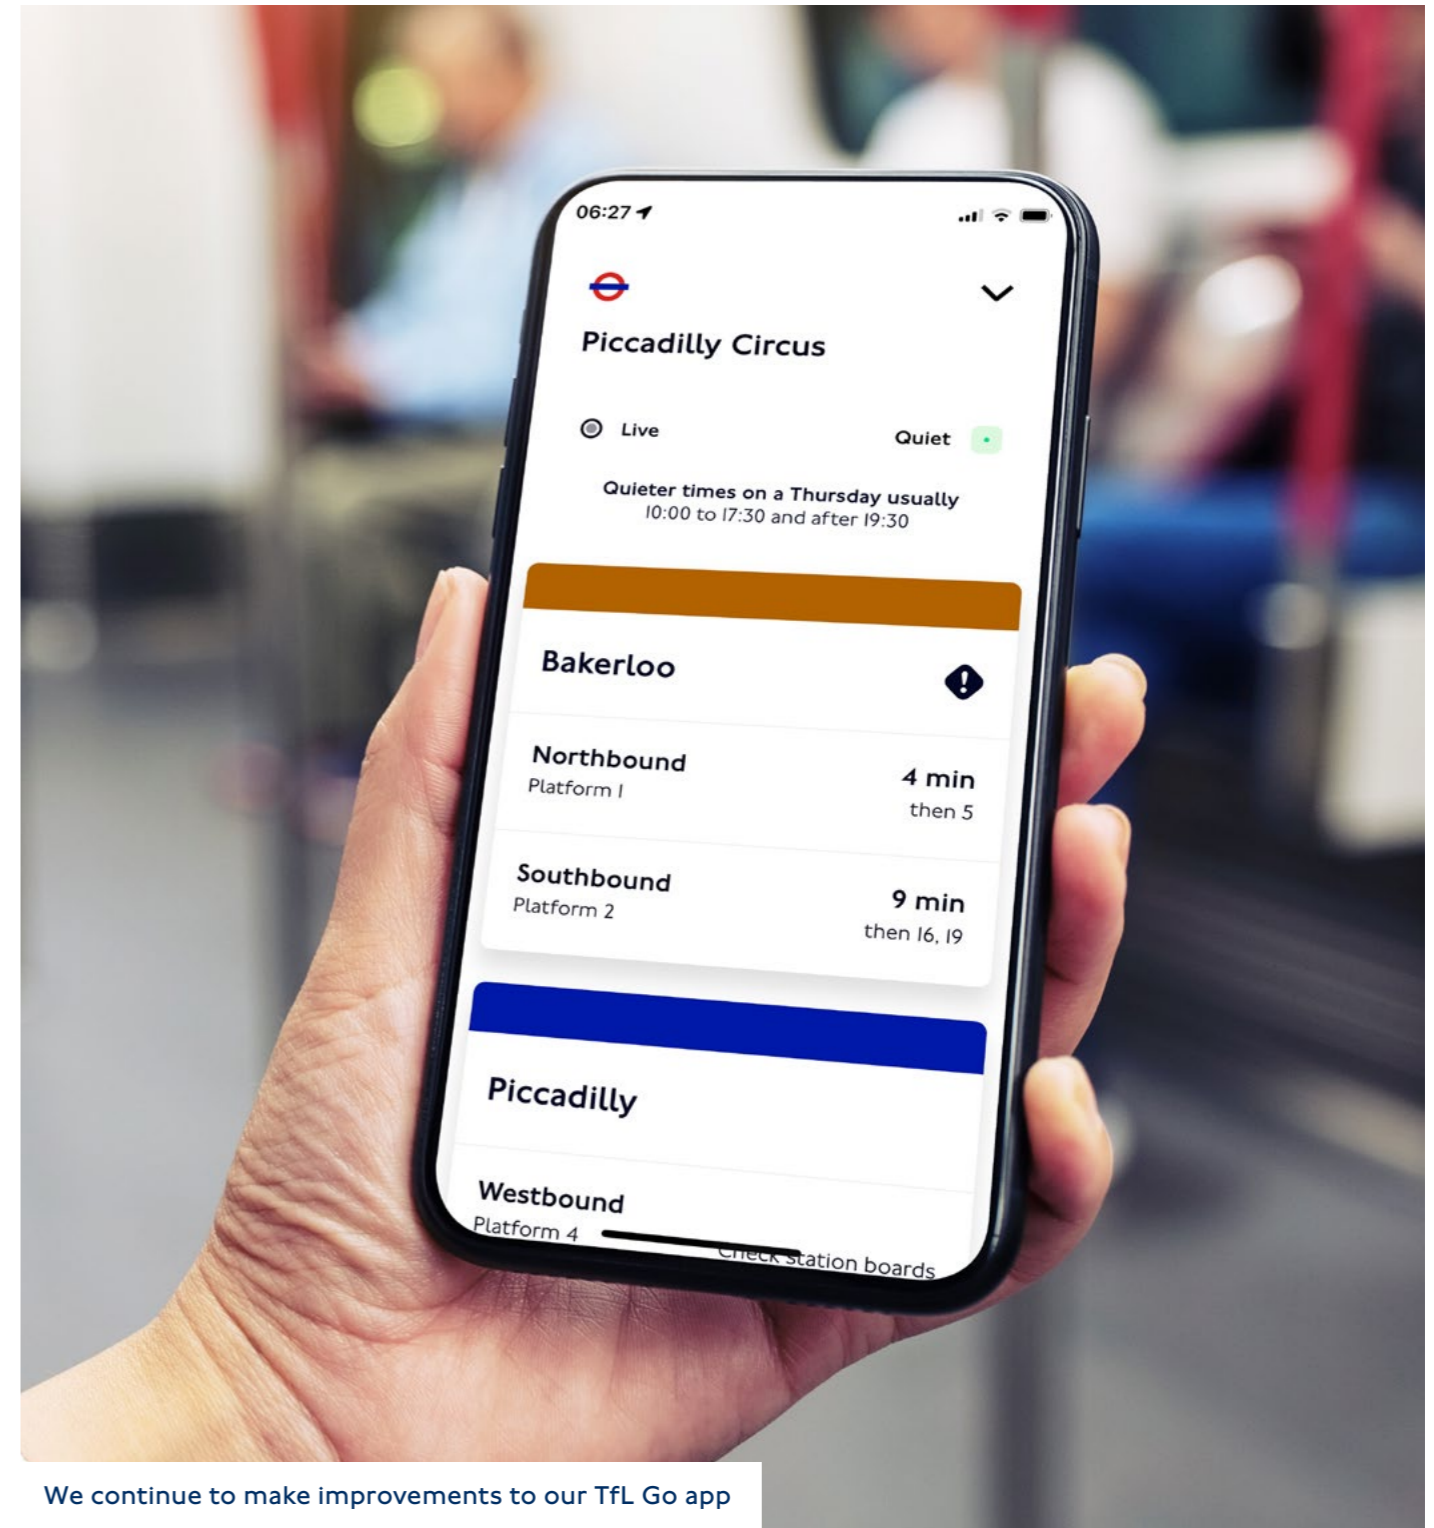 06:27
Piccadilly Circus
Live
Quiet
Quieter times on a Thursday usually
10:00 to 17:30 and after 19:30
Bakerloo
Northbound
4 min
Platform 1
then 5
Southbound
9 min
Platform 2
then 16, 19
Piccadilly
Westbound
Platform 4
Check station boards
We continue to make improvements to our TfL Go app